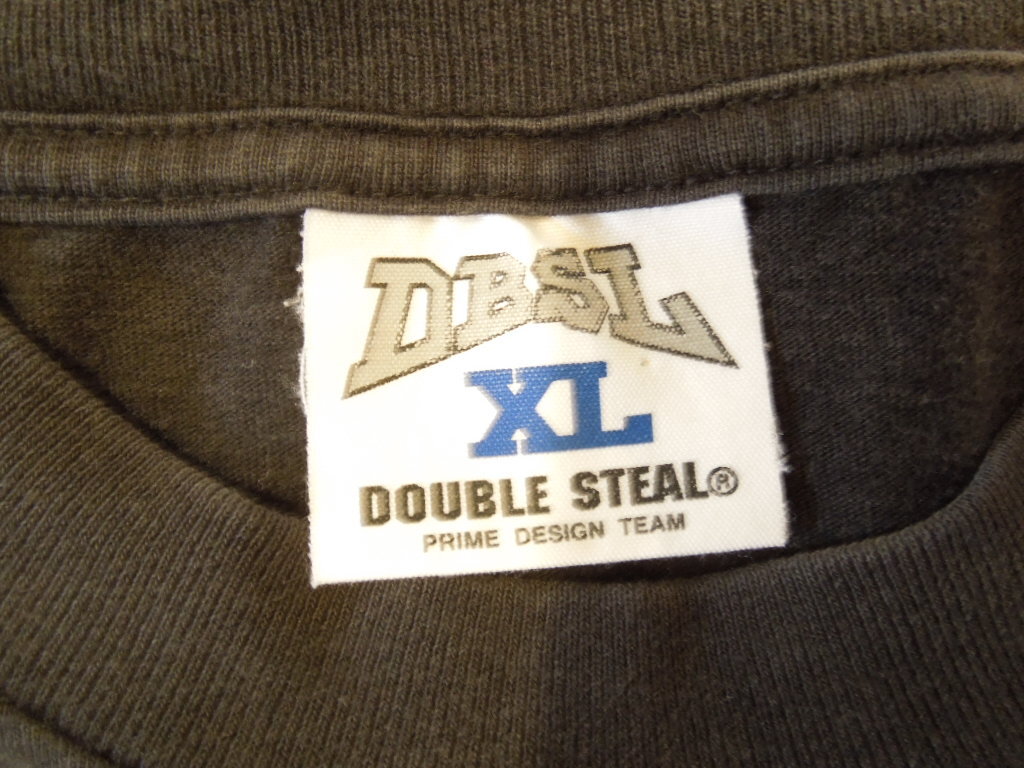 DBSL
XL
DOUBLE STEAL®
PRIME DESIGN TEAM